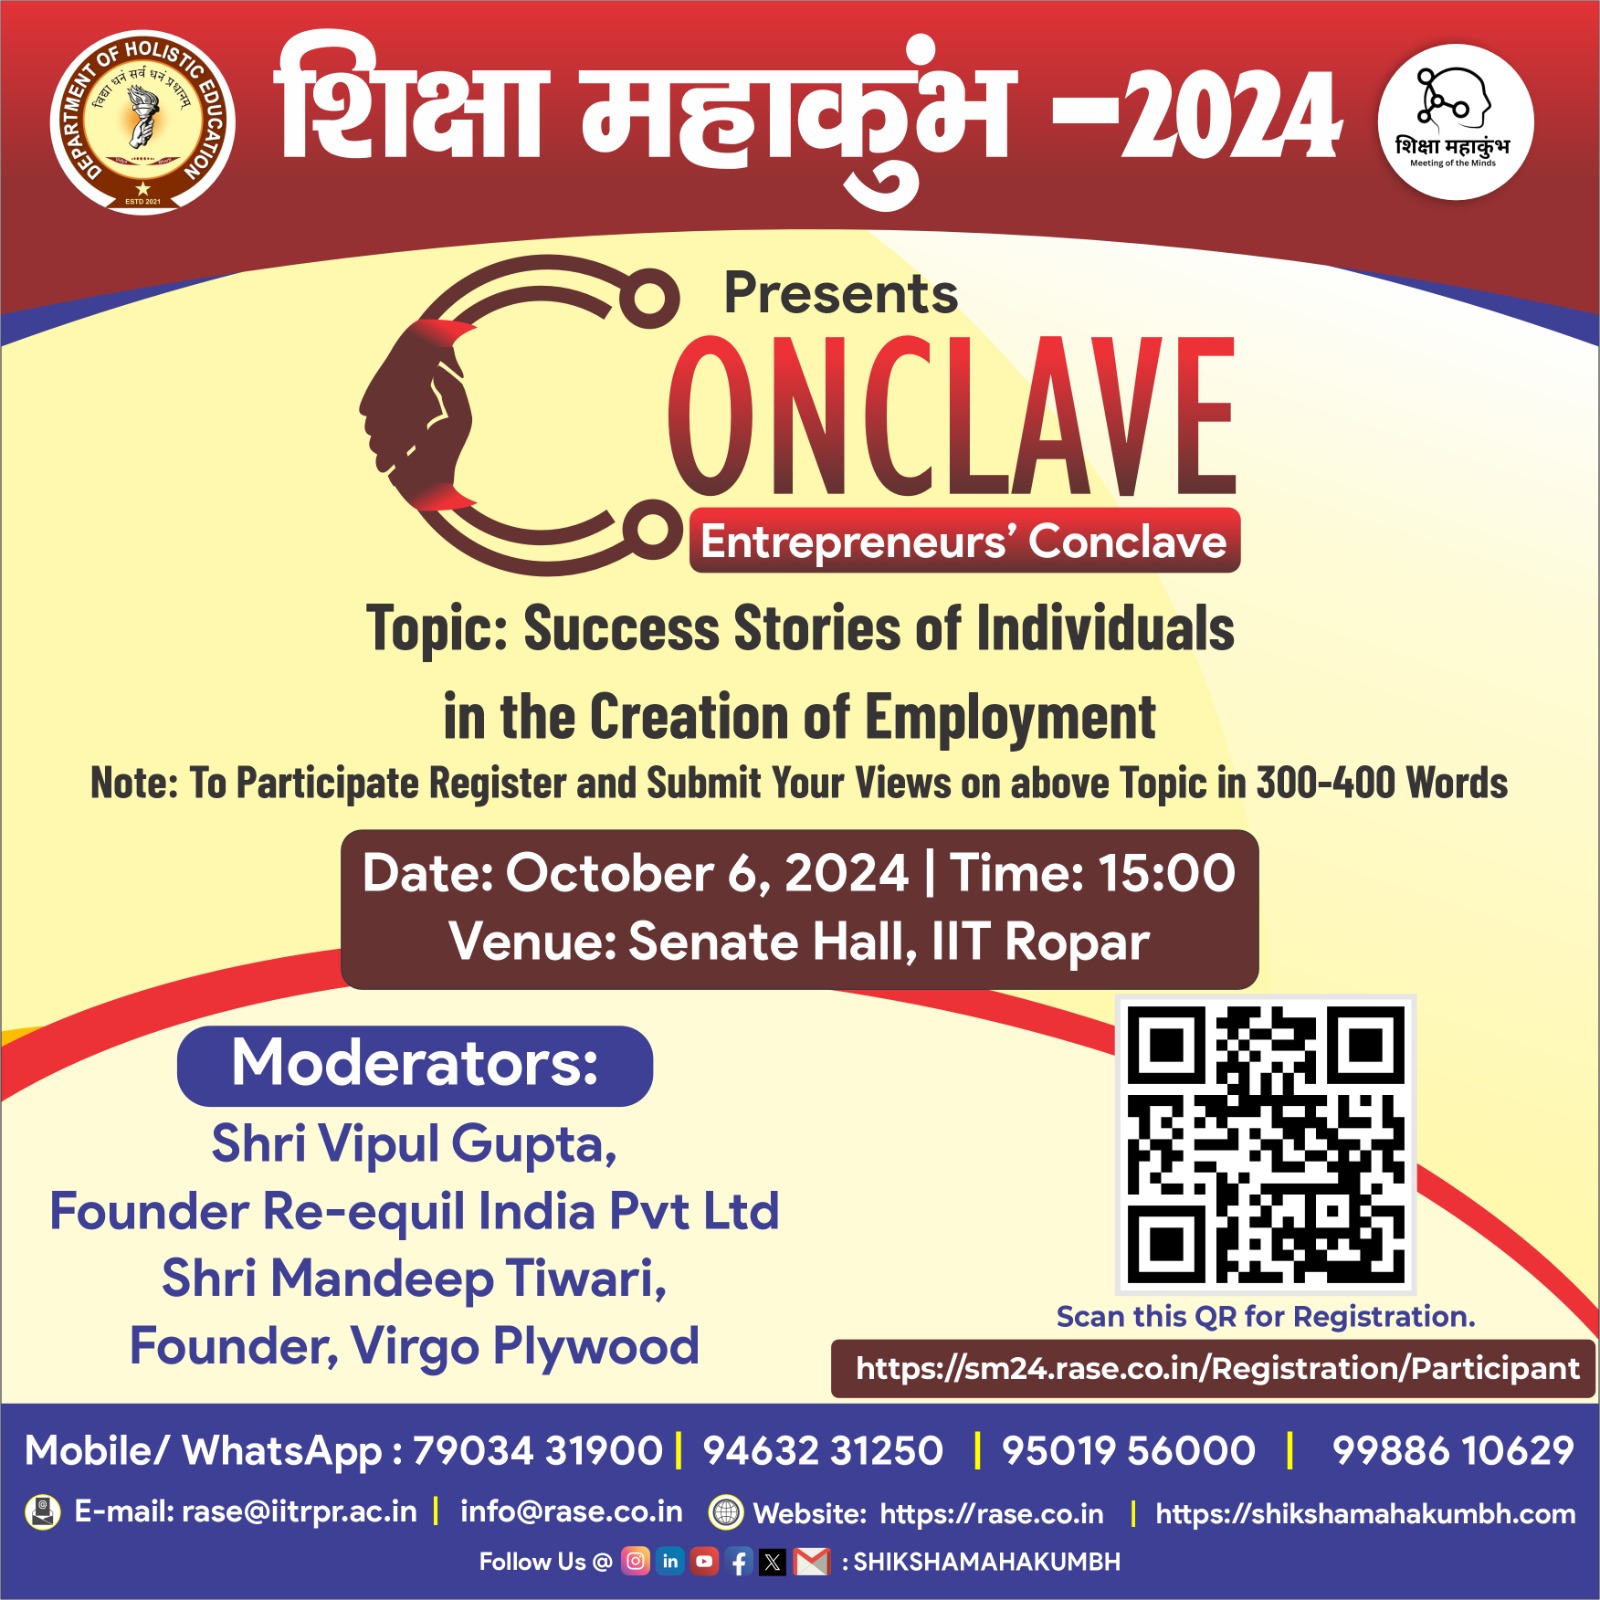 DEPARTMENT OF HOLISTIC EDUCATION
विद्या धनं सर्व धनं प्रधानम्
ESTD 2021
शिक्षा महाकुंभ -2024
शिक्षा महाकुंभ
Meeting of the Minds
Presents
CONCLAVE
Entrepreneurs’ Conclave
Topic: Success Stories of Individuals
in the Creation of Employment
Note: To Participate Register and Submit Your Views on above Topic in 300-400 Words
Date: October 6, 2024 | Time: 15:00
Venue: Senate Hall, IIT Ropar
Moderators:
Shri Vipul Gupta,
Founder Re-equil India Pvt Ltd
Shri Mandeep Tiwari,
Founder, Virgo Plywood
Scan this QR for Registration.
https://sm24.rase.co.in/Registration/Participant
Mobile/ WhatsApp : 79034 31900 | 94632 31250 | 95019 56000 | 99886 10629
E-mail: rase@iitrpr.ac.in | info@rase.co.in Website: https://rase.co.in | https://shikshamahakumbh.com
Follow Us @ : SHIKSHAMAHAKUMBH